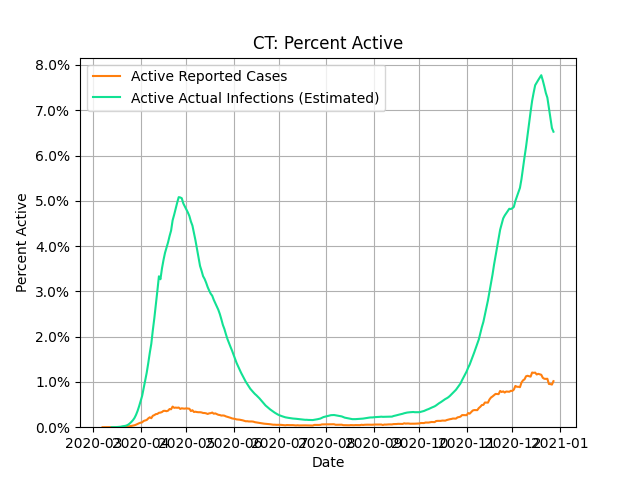 CT: Percent Active
Active Reported Cases
Active Actual Infections (Estimated)
8.0%
7.0%
6.0%
5.0%
4.0%
3.0%
2.0%
1.0%
0.0%
Percent Active
2020-03 2020-04 2020-05 2020-06 2020-07 2020-08 2020-09 2020-10 2020-11 2020-12 2021-01
Date